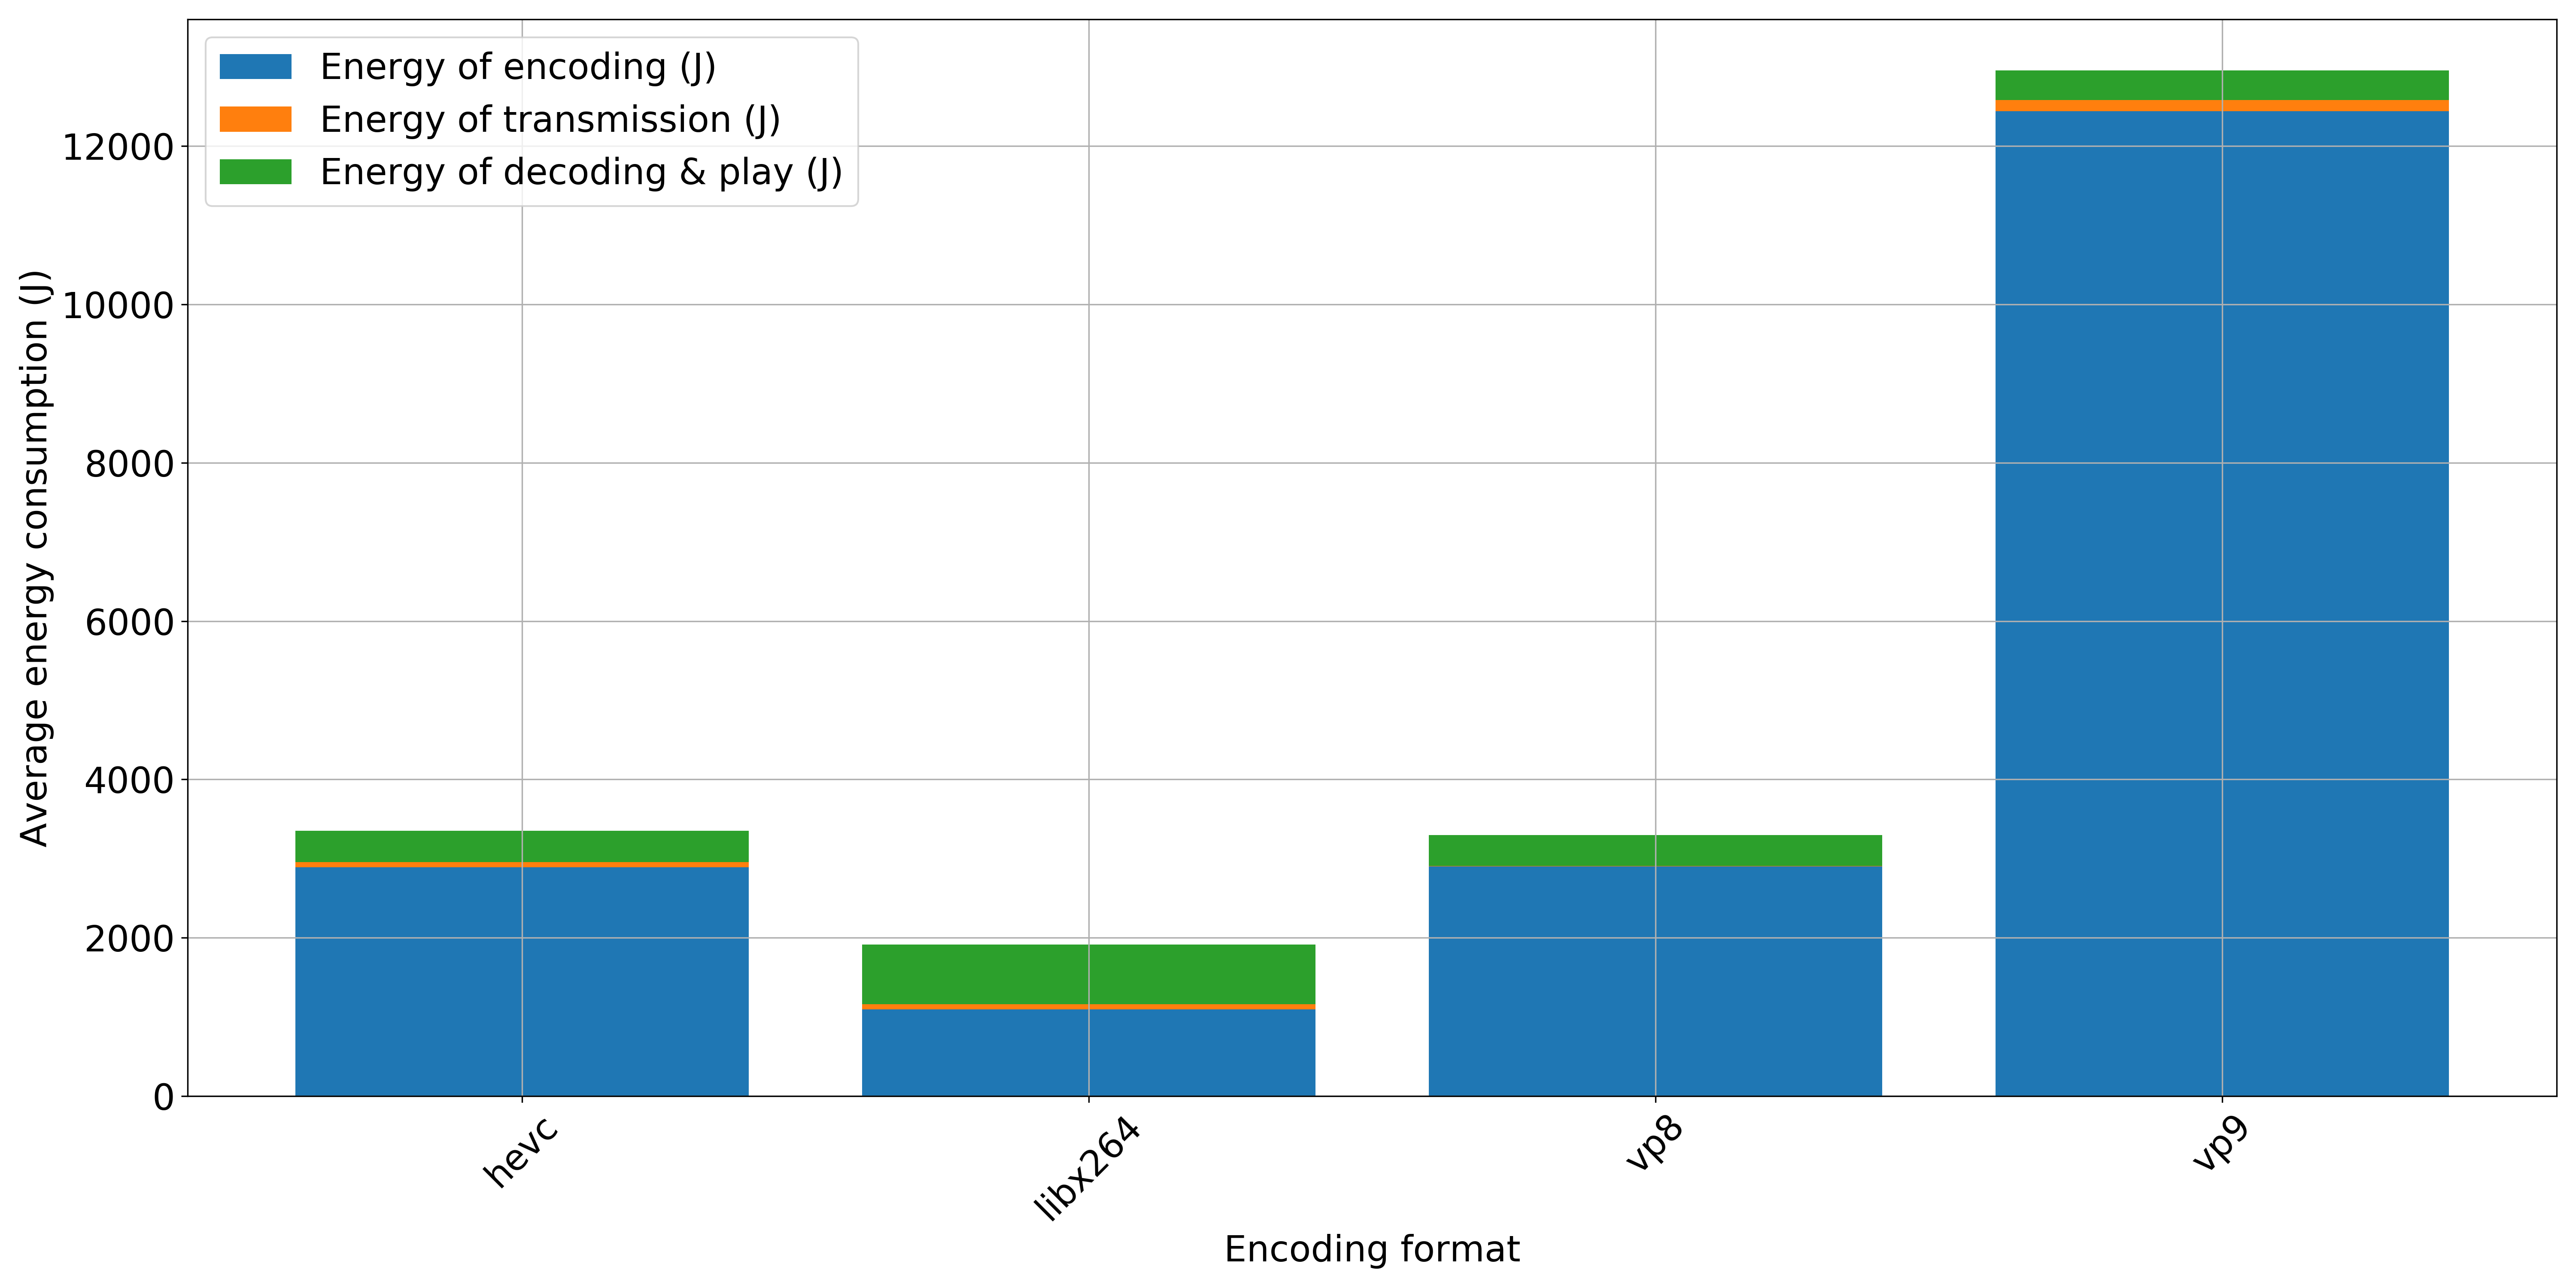 Energy of encoding (J)
Energy of transmission (J)
Energy of decoding & play (J)
Average energy consumption (J)
12000
10000
8000
6000
4000
2000
0
hevc
libx264
vp8
vp9
Encoding format